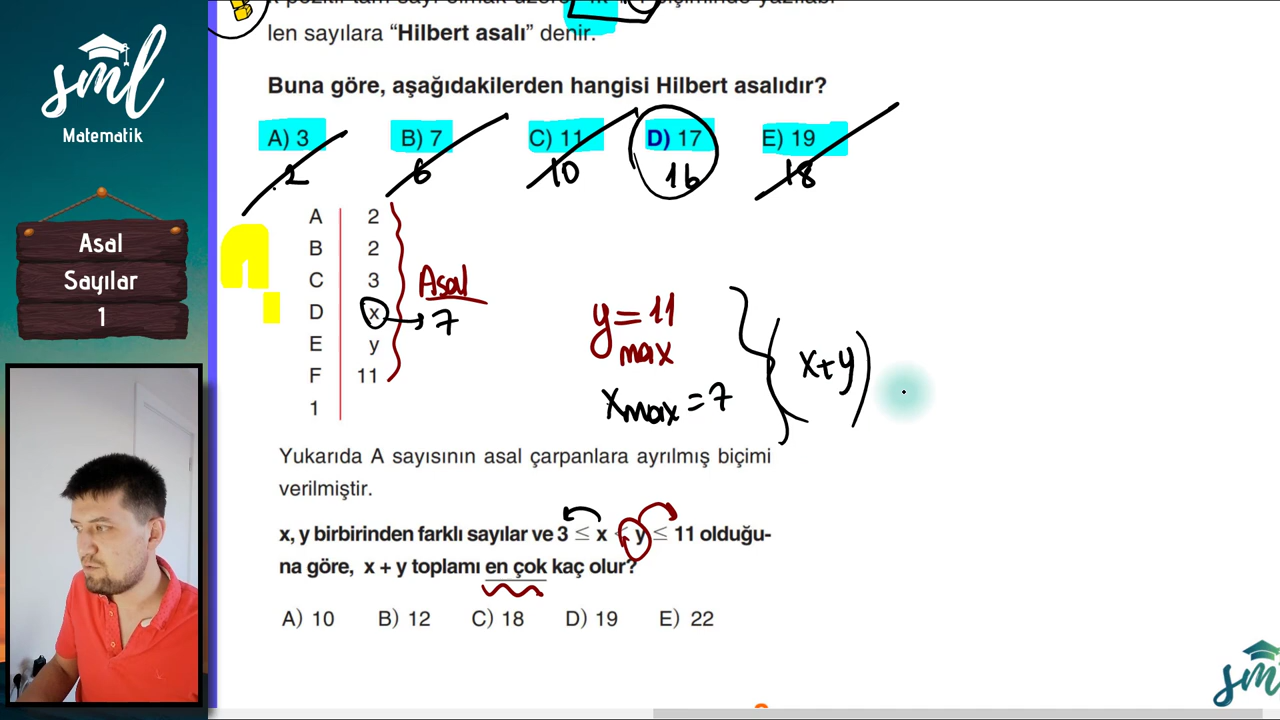 sml
Matematik
Asal
Sayılar
1
len sayılara “Hilbert asalı” denir.
Buna göre, aşağıdakilerden hangisi Hilbert asalıdır?
A) 3 B) 7 C) 11 D) 17 E) 19
2 6 10 16 18
A 2
B 2
C 3
D x → 7
E y
F 11
1
Asal
y = 11
max
xmax = 7
(x+y)
Yukarıda A sayısının asal çarpanlara ayrılmış biçimi
verilmiştir.
x, y birbirinden farklı sayılar ve 3 ≤ x < y ≤ 11 olduğu-
na göre, x + y toplamı en çok kaç olur?
A) 10 B) 12 C) 18 D) 19 E) 22